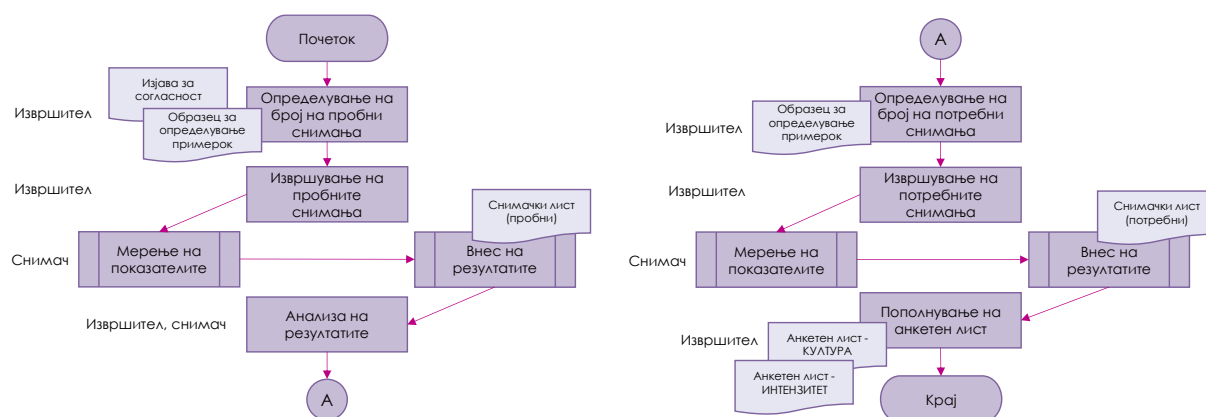 Почеток
Изјава за
согласност
Образец за
определување
примерок
Извршител
Определување на
број на пробни
снимања
Извршител
Извршување на
пробните
снимања
Снимачки лист
(пробни)
Снимач
Мерење на
показателите
Внес на
резултатите
Извршител, снимач
Анализа на
резултатите
А
А
Извршител
Образец за
определување
примерок
Определување на
број на потребни
снимања
Извршител
Извршување на
потребните
снимања
Снимачки лист
(потребни)
Снимач
Мерење на
показателите
Внес на
резултатите
Извршител
Пополнување на
анкетен лист
Анкетен лист -
КУЛТУРА
Анкетен лист -
ИНТЕНЗИТЕТ
Крај